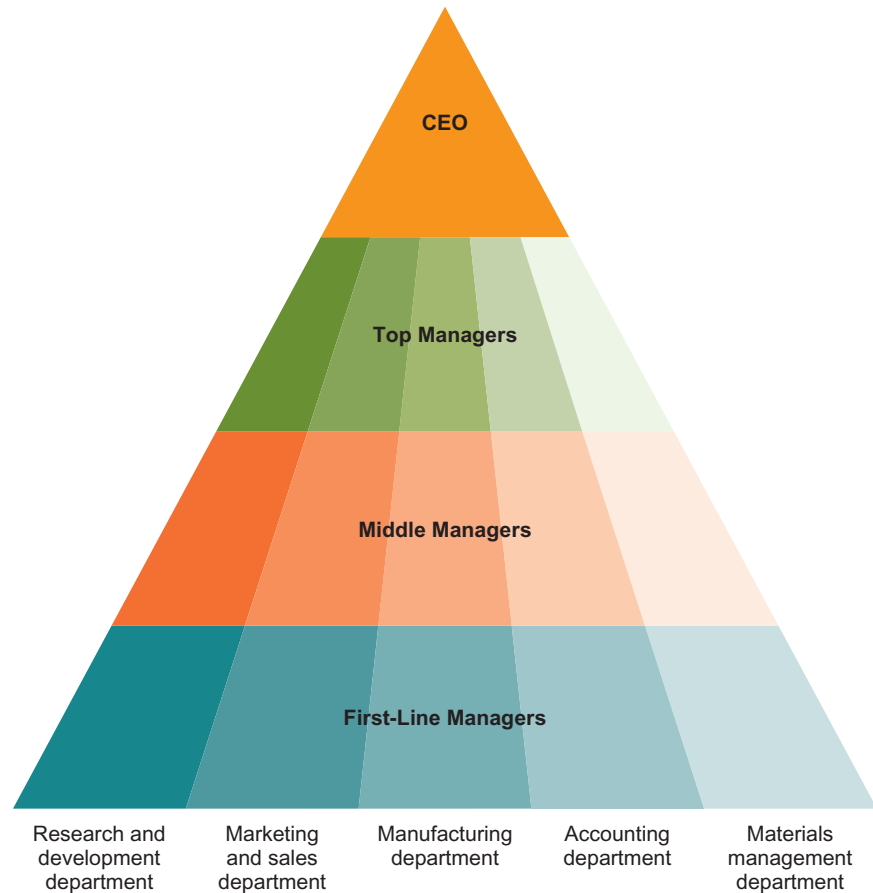 CEO
Top Managers
Middle Managers
First-Line Managers
Research and
development
department
Marketing
and sales
department
Manufacturing
department
Accounting
department
Materials
management
department